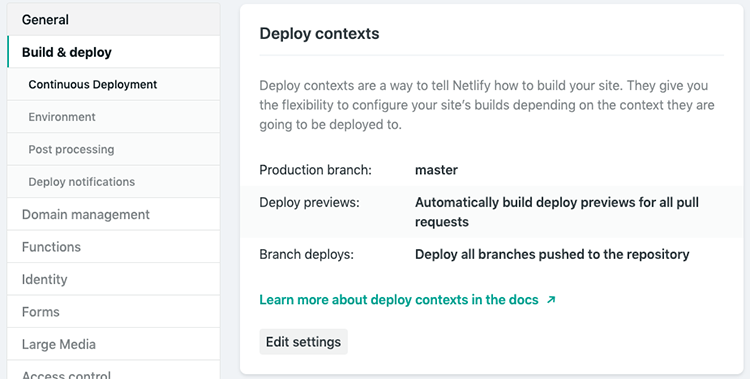 General
Build & deploy
Continuous Deployment
Environment
Post processing
Deploy notifications
Domain management
Functions
Identity
Forms
Large Media
Access control
Deploy contexts
Deploy contexts are a way to tell Netlify how to build your site. They give you
the flexibility to configure your site’s builds depending on the context they are
going to be deployed to.
Production branch: master
Deploy previews: Automatically build deploy previews for all pull
requests
Branch deploys: Deploy all branches pushed to the repository
Learn more about deploy contexts in the docs ↗
Edit settings